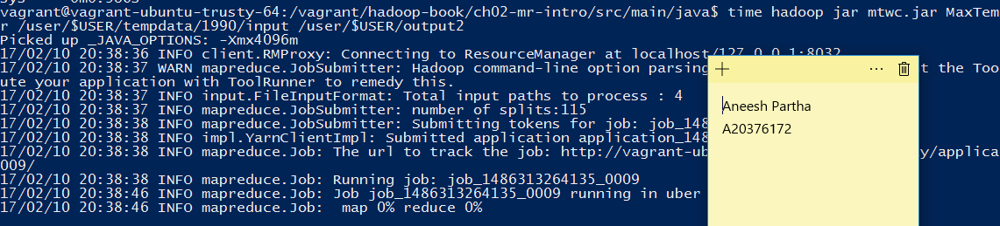 sys 0m0.908s
vagrant@vagrant-ubuntu-trusty-64:/vagrant/hadoop-book/ch02-mr-intro/src/main/java$ time hadoop jar mtwc.jar MaxTem
r /user/$USER/tempdata/1990/input /user/$USER/output2
Picked up _JAVA_OPTIONS: -Xmx4096m
17/02/10 20:38:36 INFO client.RMProxy: Connecting to ResourceManager at localhost/127.0.0.1:8032
17/02/10 20:38:37 WARN mapreduce.JobSubmitter: Hadoop command-line option parsing t the Too
ute your application with ToolRunner to remedy this.
17/02/10 20:38:37 INFO input.FileInputFormat: Total input paths to process : 4
17/02/10 20:38:37 INFO mapreduce.JobSubmitter: number of splits:115
17/02/10 20:38:38 INFO mapreduce.JobSubmitter: Submitting tokens for job: job_148
17/02/10 20:38:38 INFO impl.YarnClientImpl: Submitted application application_148
17/02/10 20:38:38 INFO mapreduce.Job: The url to track the job: http://vagrant-ub y/applica
009/
17/02/10 20:38:38 INFO mapreduce.Job: Running job: job_1486313264135_0009
17/02/10 20:38:46 INFO mapreduce.Job: Job job_1486313264135_0009 running in uber
17/02/10 20:38:46 INFO mapreduce.Job:  map 0% reduce 0%
Aneesh Partha
A20376172